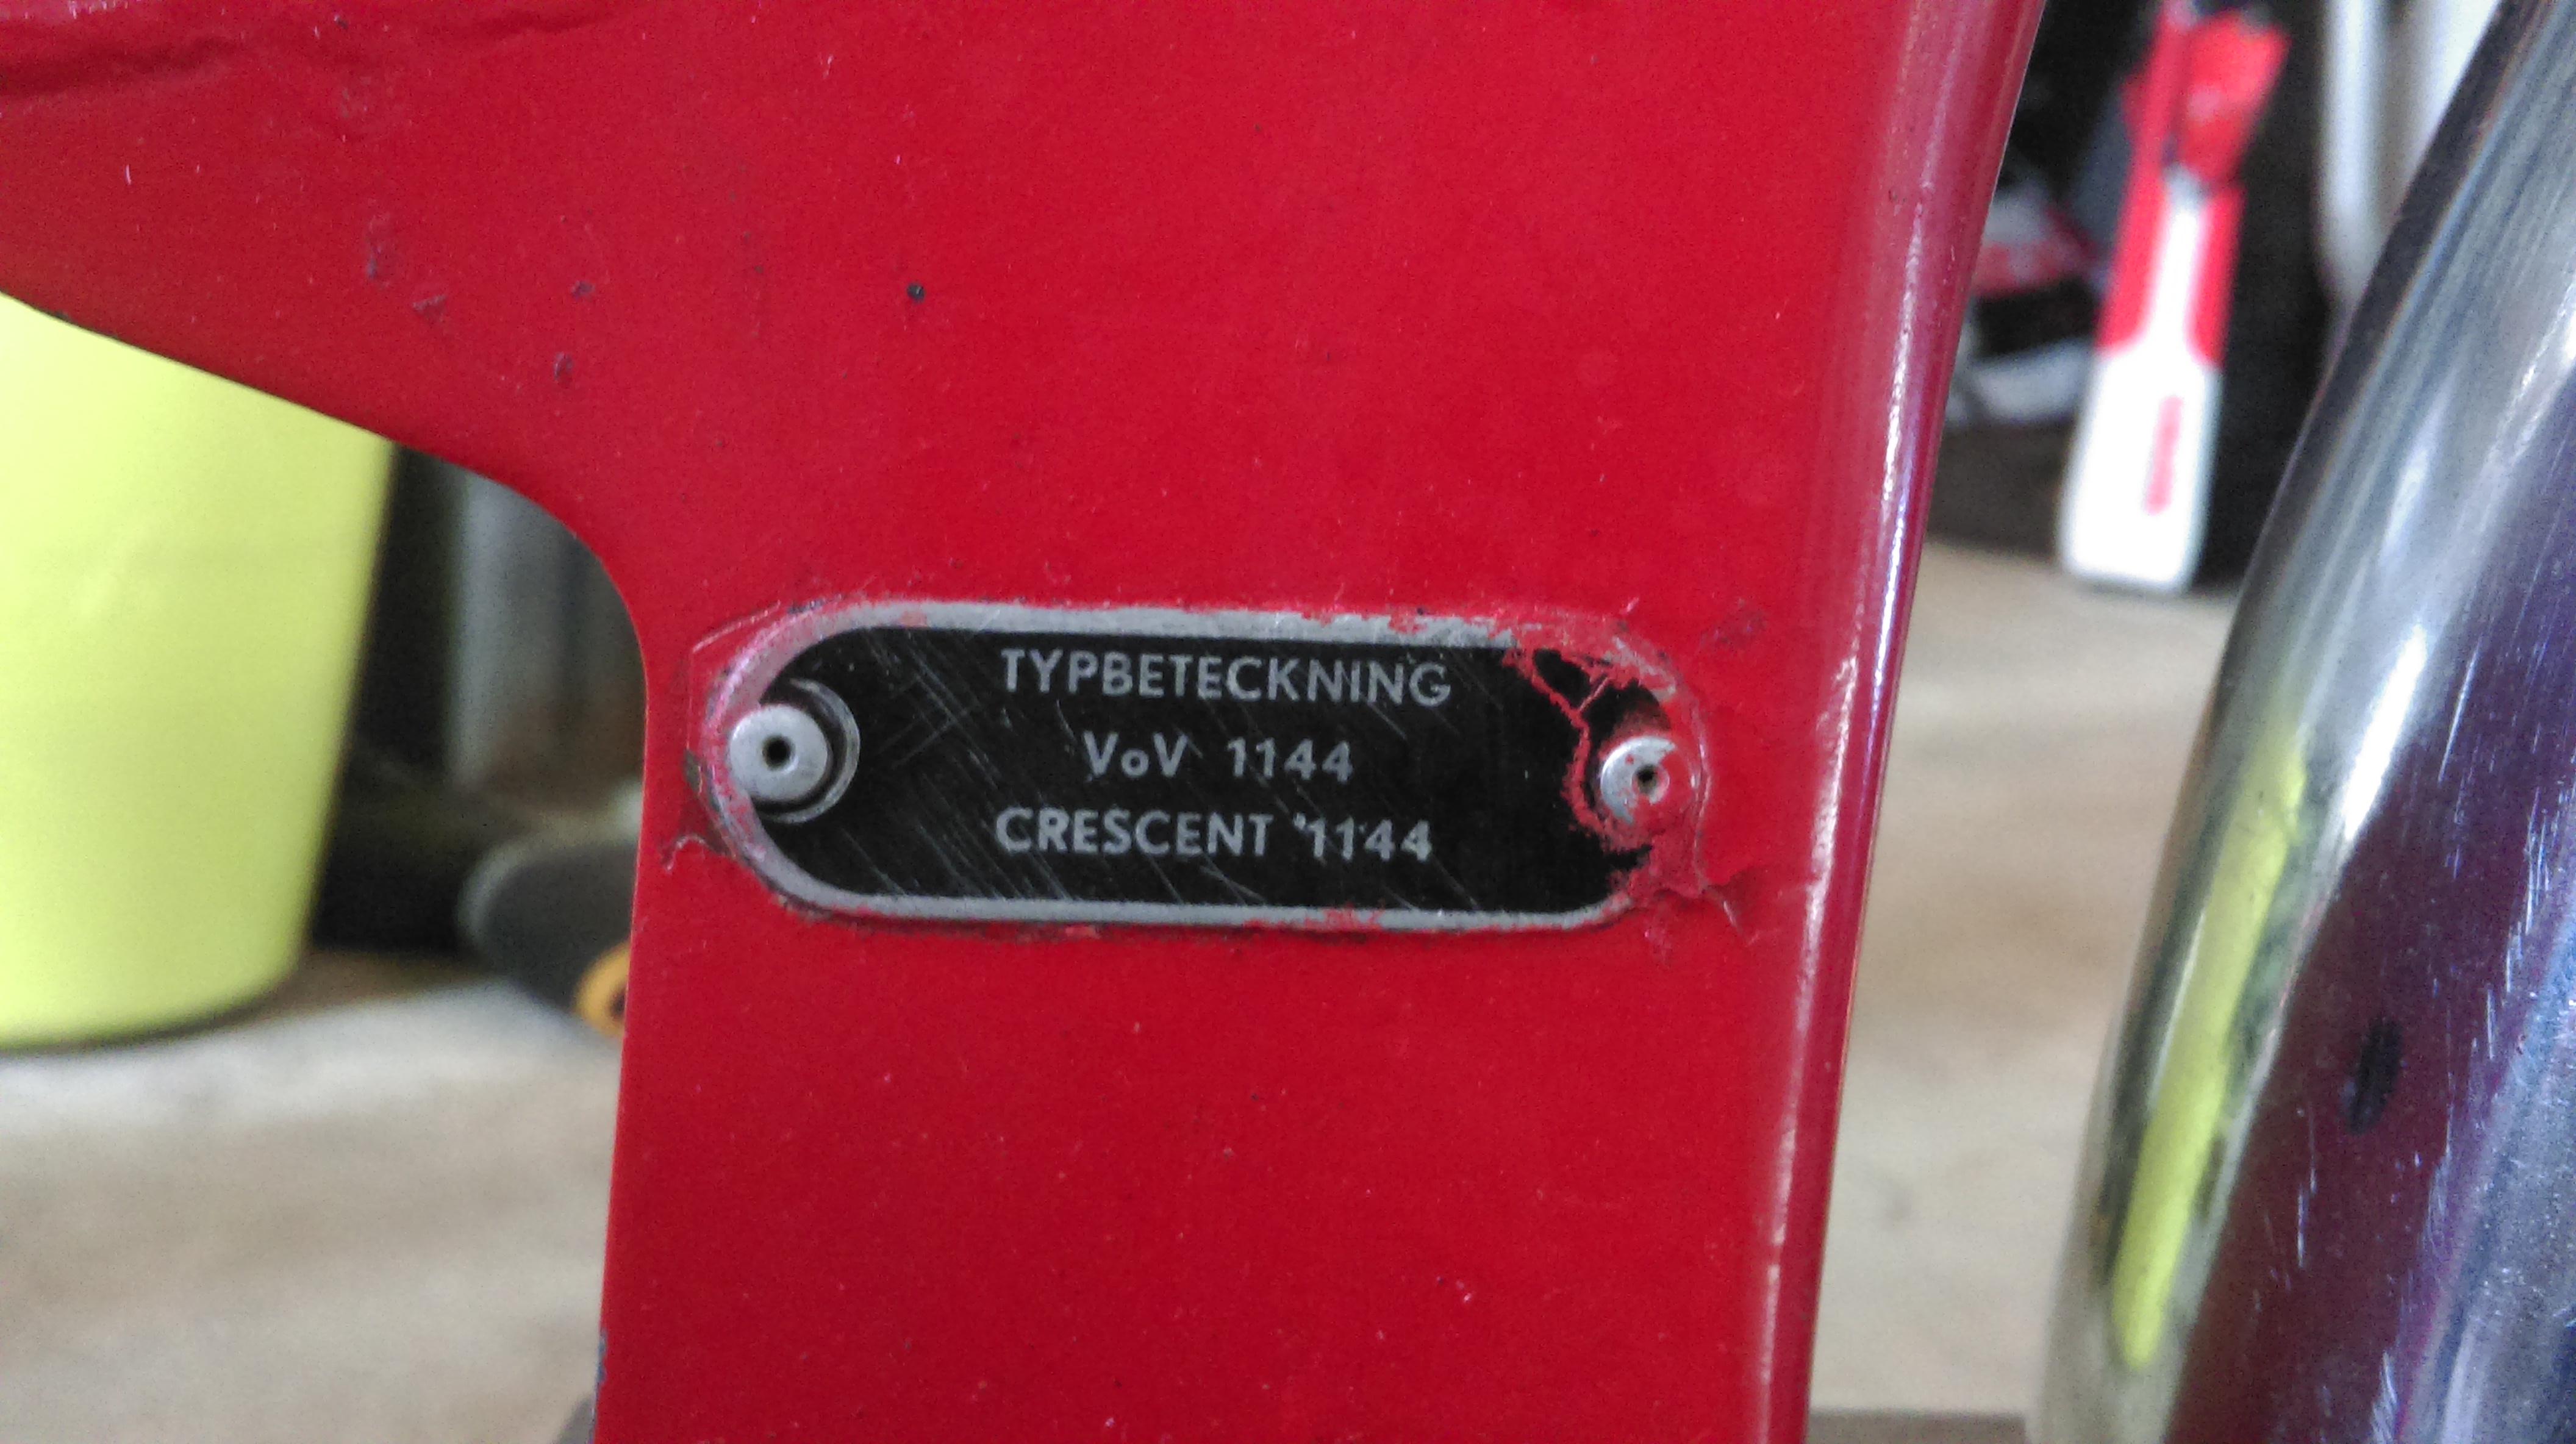 TYPBETECKNING
VoV 1144
CRESCENT 1144